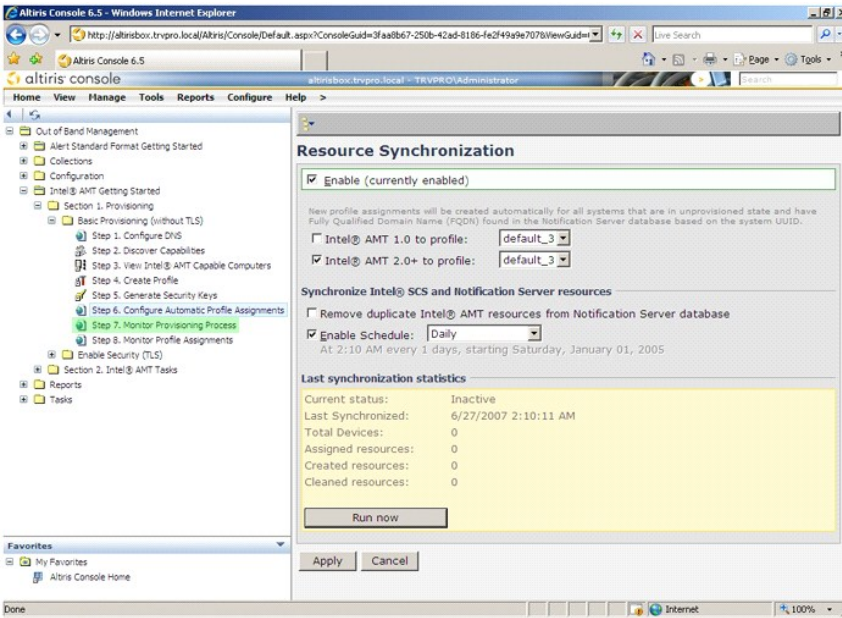 Altiris Console 6.5 - Windows Internet Explorer
http://altirisbox.trvpro.local/Altiris/Console/Default.aspx?ConsoleGuid=3faa8b67-250b-42ad-8186-fe2f49a9e707&ViewGuid=
Live Search
Altiris Console 6.5
Page
Tools
altiris console
altirisbox.trvpro.local - TRVPRO\Administrator
Search
Home View Manage Tools Reports Configure Help >
Out of Band Management
Alert Standard Format Getting Started
Collections
Configuration
Intel® AMT Getting Started
Section 1. Provisioning
Basic Provisioning (without TLS)
Step 1. Configure DNS
Step 2. Discover Capabilities
Step 3. View Intel® AMT Capable Computers
Step 4. Create Profile
Step 5. Generate Security Keys
Step 6. Configure Automatic Profile Assignments
Step 7. Monitor Provisioning Process
Step 8. Monitor Profile Assignments
Enable Security (TLS)
Section 2. Intel® AMT Tasks
Reports
Tasks
Favorites
My Favorites
Altiris Console Home
Resource Synchronization
Enable (currently enabled)
New profile assignments will be created automatically for all systems that are in unprovisioned state and have
Fully Qualified Domain Name (FQDN) found in the Notification Server database based on the system UUID.
Intel® AMT 1.0 to profile: default_3
Intel® AMT 2.0+ to profile: default_3
Synchronize Intel® SCS and Notification Server resources
Remove duplicate Intel® AMT resources from Notification Server database
Enable Schedule: Daily
At 2:10 AM every 1 days, starting Saturday, January 01, 2005
Last synchronization statistics
Current status: Inactive
Last Synchronized: 6/27/2007 2:10:11 AM
Total Devices: 0
Assigned resources: 0
Created resources: 0
Cleaned resources: 0
Run now
Apply Cancel
Done
Internet
100%